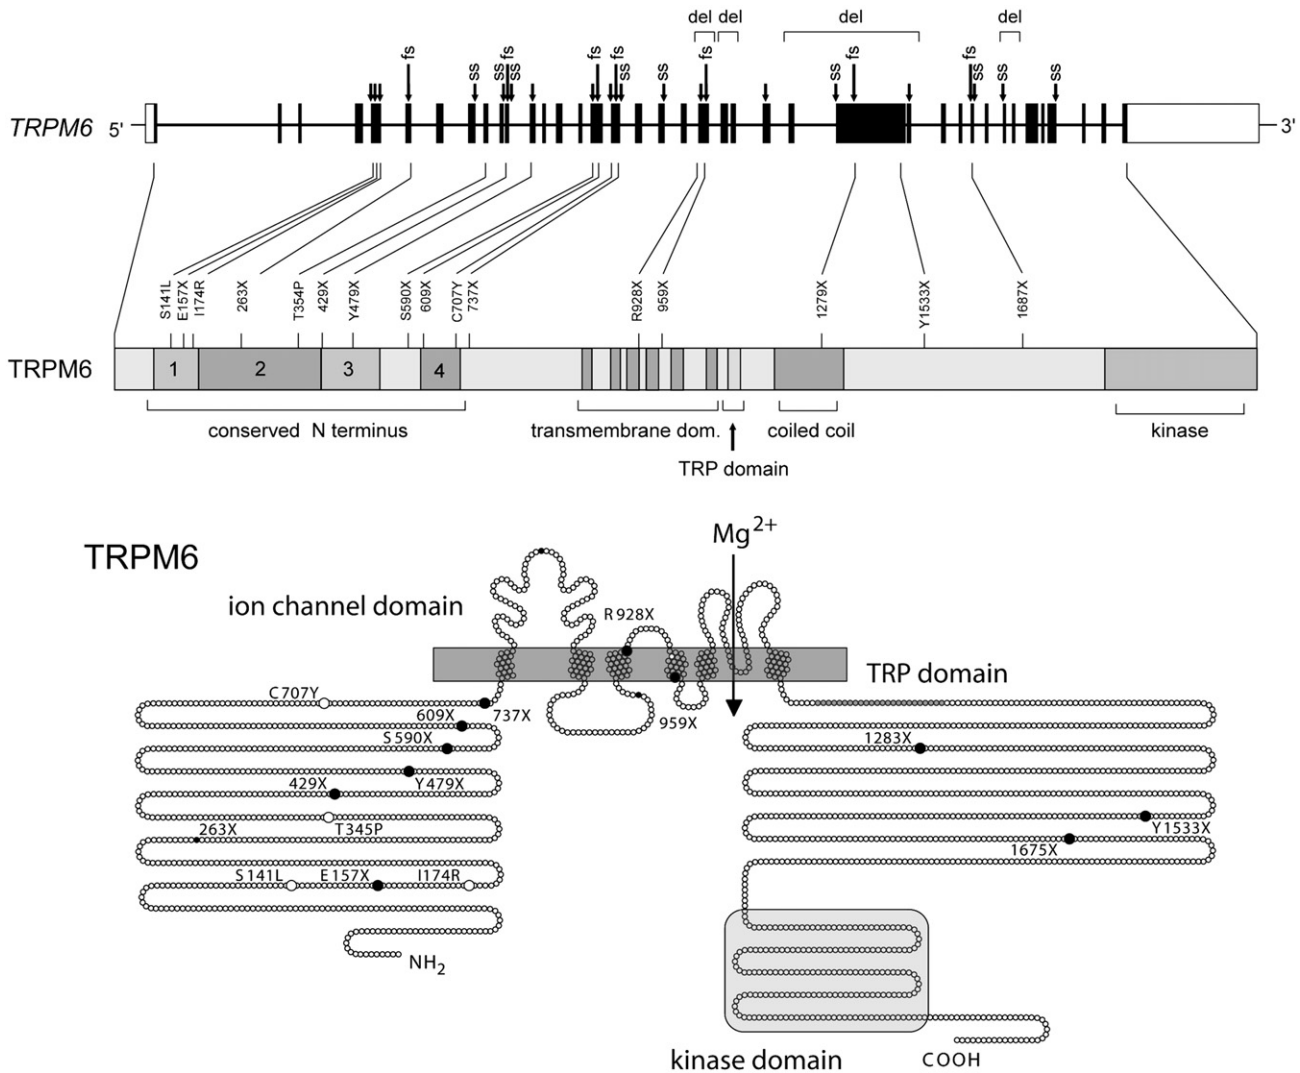 del del del del
fs ss ss fs ss fs fs ss ss fs ss fs fs ss ss ss
TRPM6 5' 3'
S141L E157X I174R 263X T354P 429X Y479X S590X 609X C707Y 737X R928X 959X 1279X Y1533X 1687X
TRPM6 1 2 3 4
conserved N terminus transmembrane dom. coiled coil kinase
TRP domain
Mg2+
TRPM6
ion channel domain
R928X
TRP domain
C707Y
737X
609X
959X
S590X
1283X
429X
Y479X
263X
T345P
Y1533X
1675X
S141L E157X I174R
NH2
kinase domain
COOH